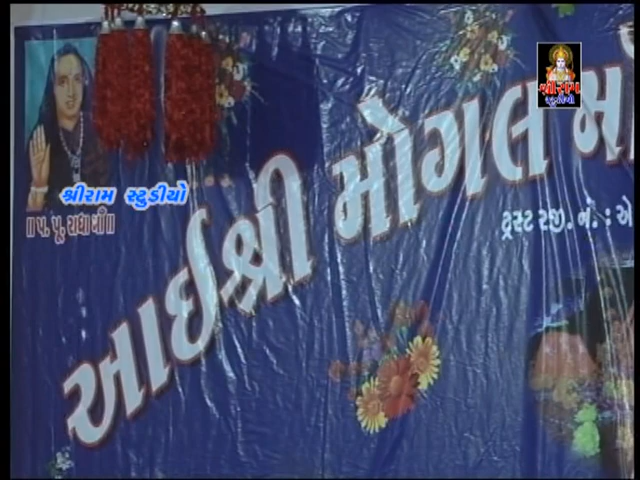 શ્રીરામ
સ્ટુડીયો
શ્રીરામ સ્ટુડીયો
॥ પ. પૂ. રાધા માઁ ॥
આઈશ્રી મોગલ
ટ્રસ્ટ રજી. નં. : એ